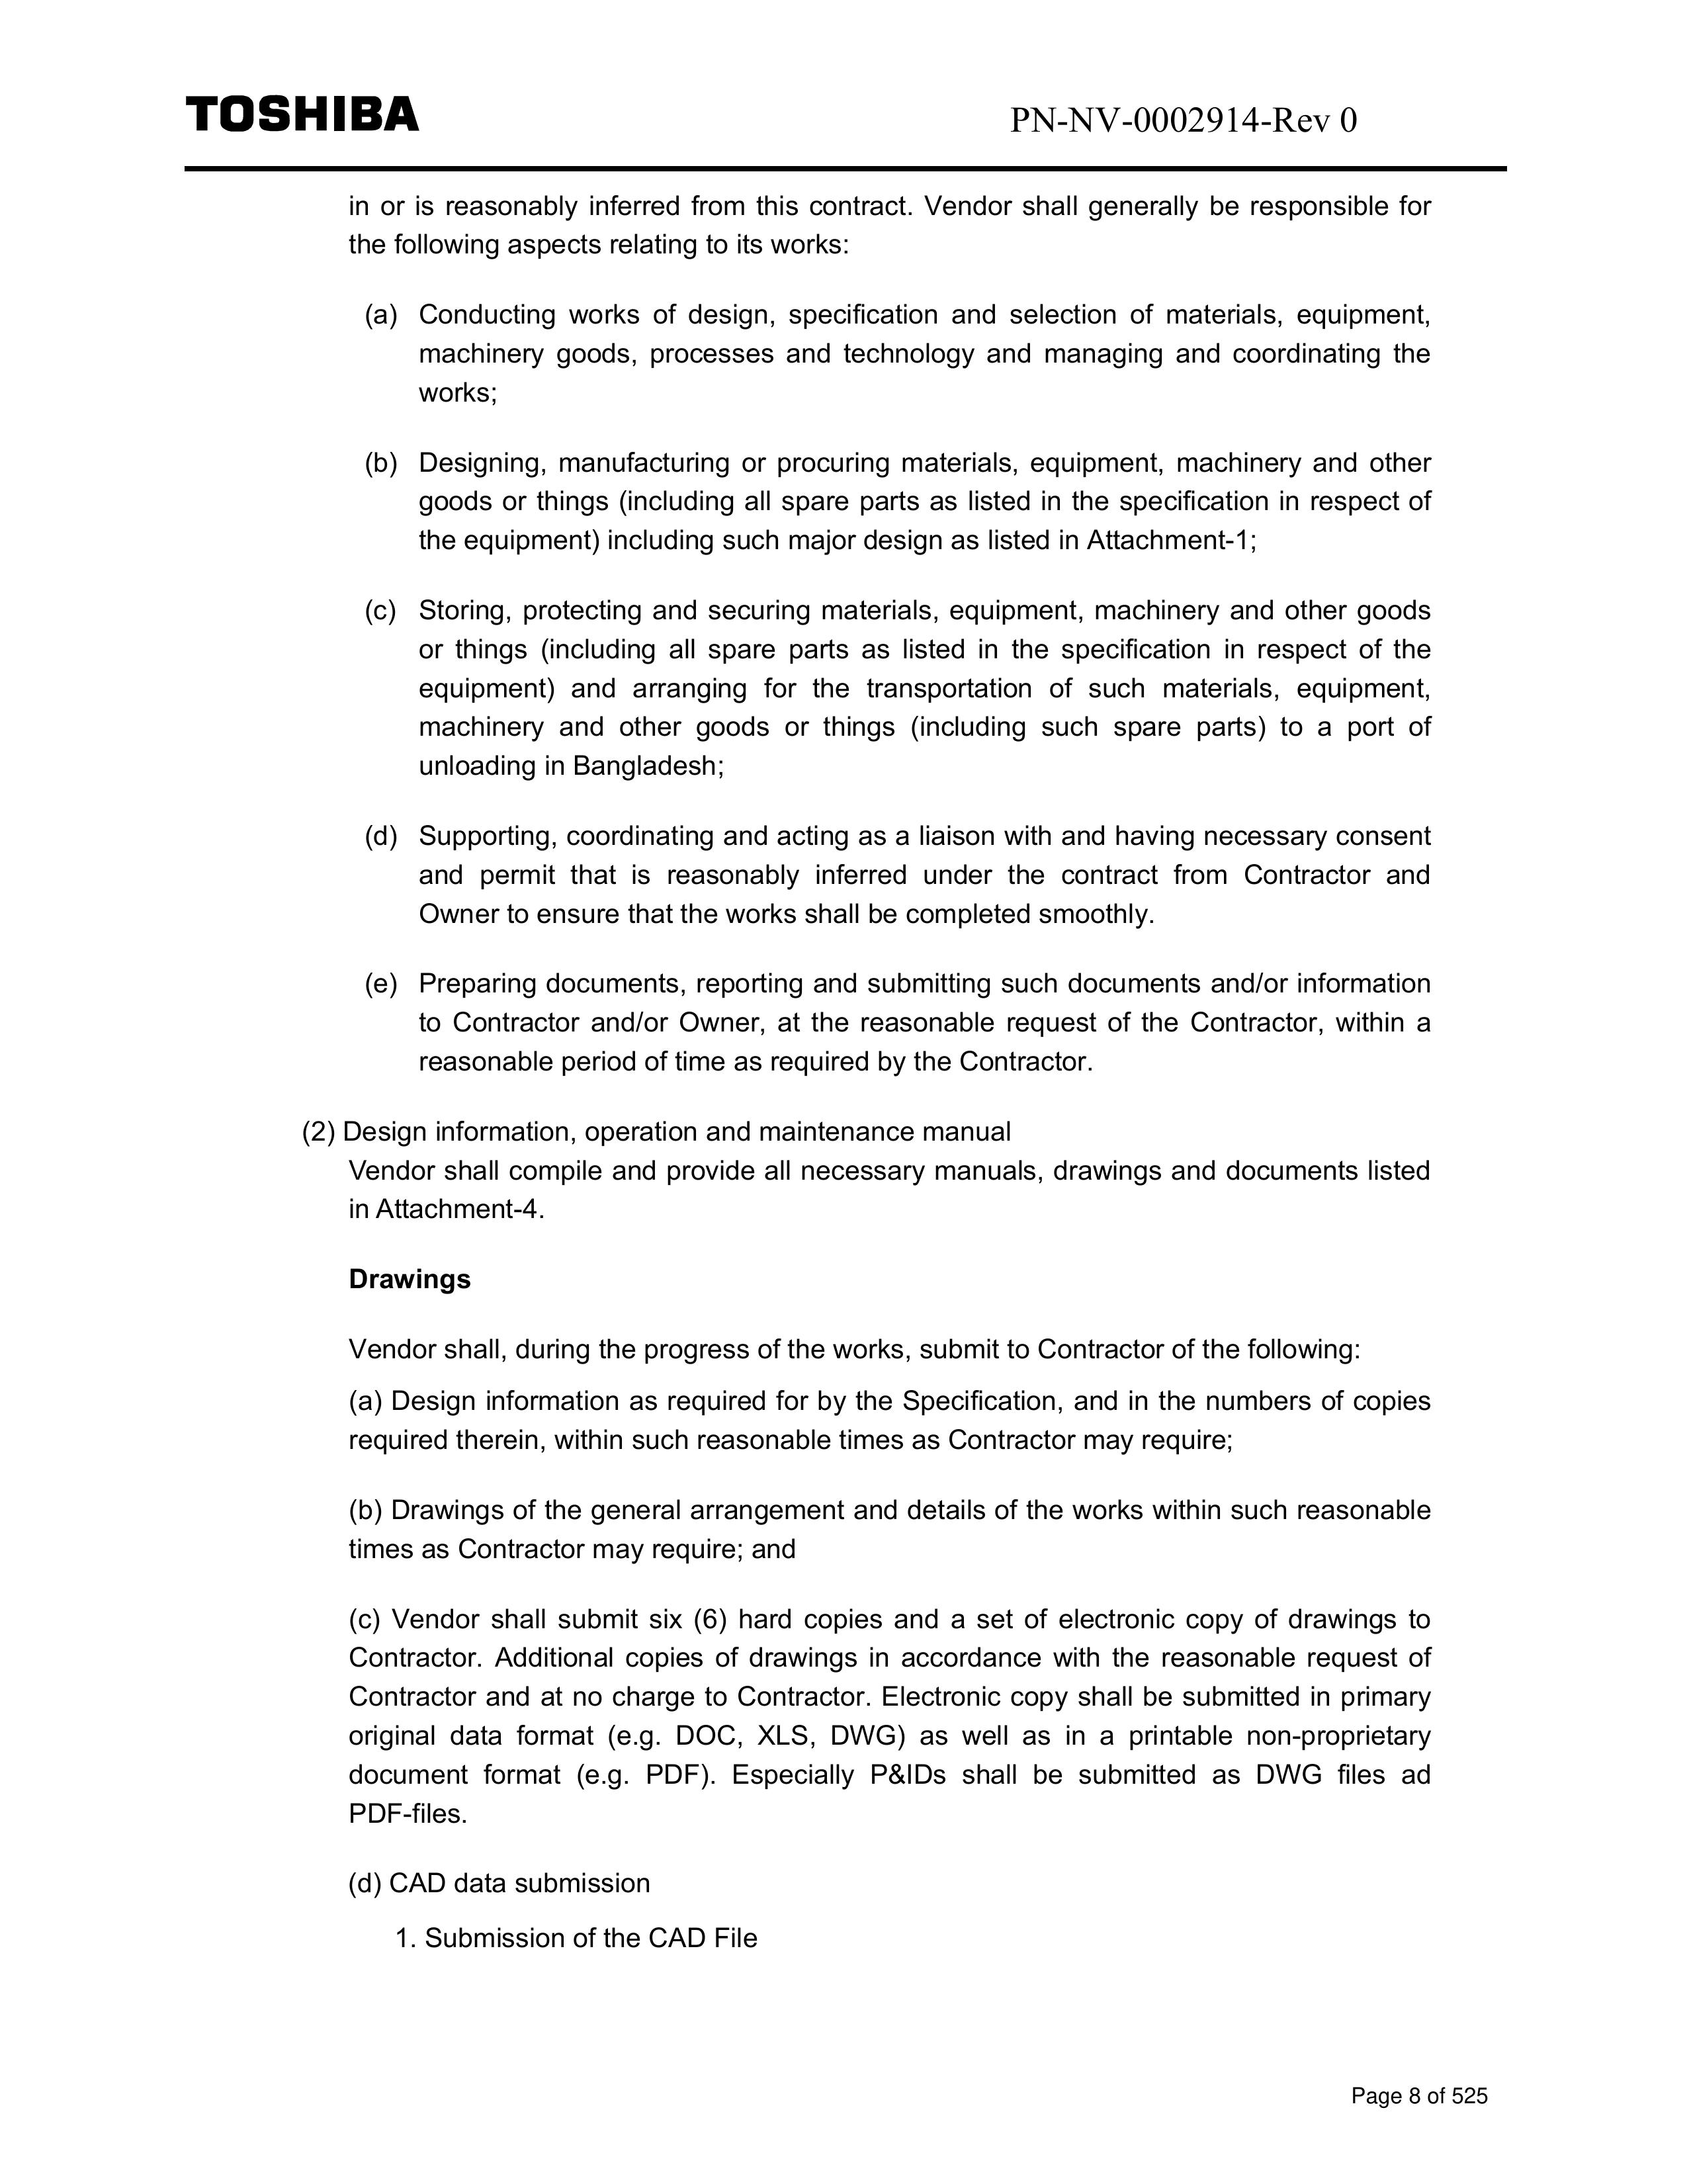 TOSHIBA
PN-NV-0002914-Rev 0
in or is reasonably inferred from this contract. Vendor shall generally be responsible for
the following aspects relating to its works:
(a) Conducting works of design, specification and selection of materials, equipment,
machinery goods, processes and technology and managing and coordinating the
works;
(b) Designing, manufacturing or procuring materials, equipment, machinery and other
goods or things (including all spare parts as listed in the specification in respect of
the equipment) including such major design as listed in Attachment-1;
(c) Storing, protecting and securing materials, equipment, machinery and other goods
or things (including all spare parts as listed in the specification in respect of the
equipment) and arranging for the transportation of such materials, equipment,
machinery and other goods or things (including such spare parts) to a port of
unloading in Bangladesh;
(d) Supporting, coordinating and acting as a liaison with and having necessary consent
and permit that is reasonably inferred under the contract from Contractor and
Owner to ensure that the works shall be completed smoothly.
(e) Preparing documents, reporting and submitting such documents and/or information
to Contractor and/or Owner, at the reasonable request of the Contractor, within a
reasonable period of time as required by the Contractor.
(2) Design information, operation and maintenance manual
Vendor shall compile and provide all necessary manuals, drawings and documents listed
in Attachment-4.
Drawings
Vendor shall, during the progress of the works, submit to Contractor of the following:
(a) Design information as required for by the Specification, and in the numbers of copies
required therein, within such reasonable times as Contractor may require;
(b) Drawings of the general arrangement and details of the works within such reasonable
times as Contractor may require; and
(c) Vendor shall submit six (6) hard copies and a set of electronic copy of drawings to
Contractor. Additional copies of drawings in accordance with the reasonable request of
Contractor and at no charge to Contractor. Electronic copy shall be submitted in primary
original data format (e.g. DOC, XLS, DWG) as well as in a printable non-proprietary
document format (e.g. PDF). Especially P&IDs shall be submitted as DWG files ad
PDF-files.
(d) CAD data submission
1. Submission of the CAD File
Page 8 of 525